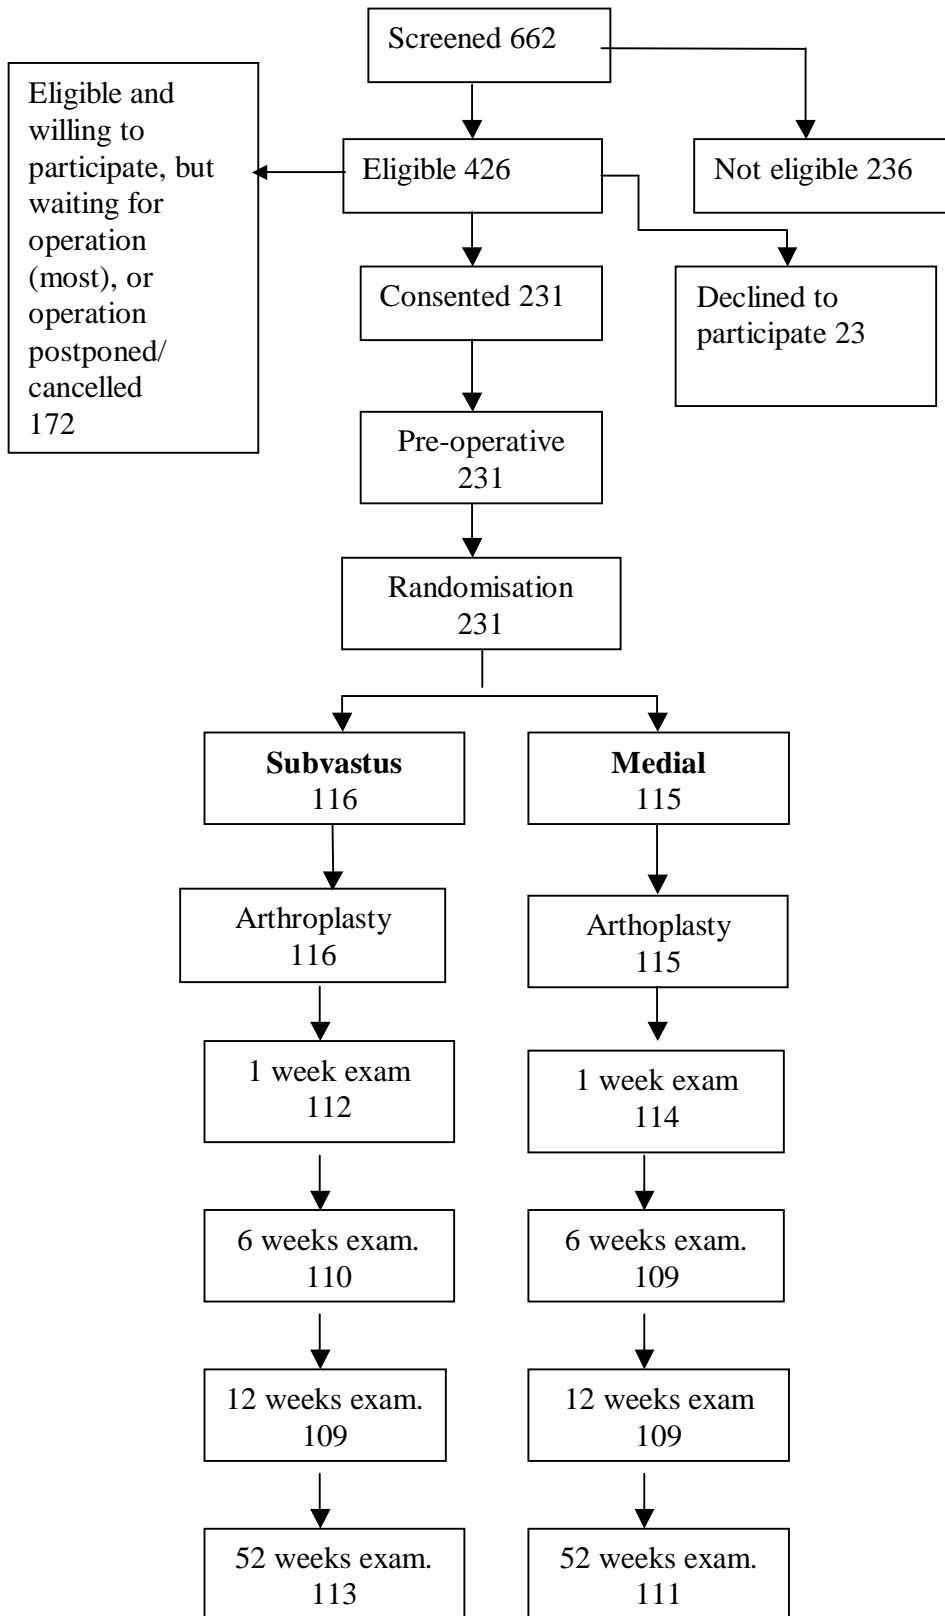 Screened 662
Eligible and
willing to
participate, but
waiting for
operation
(most), or
operation
postponed/
cancelled
172
Eligible 426
Not eligible 236
Consented 231
Declined to
participate 23
Pre-operative
231
Randomisation
231
Subvastus
116
Medial
115
Arthroplasty
116
Arthoplasty
115
1 week exam
112
1 week exam
114
6 weeks exam.
110
6 weeks exam.
109
12 weeks exam.
109
12 weeks exam
109
52 weeks exam.
113
52 weeks exam.
111